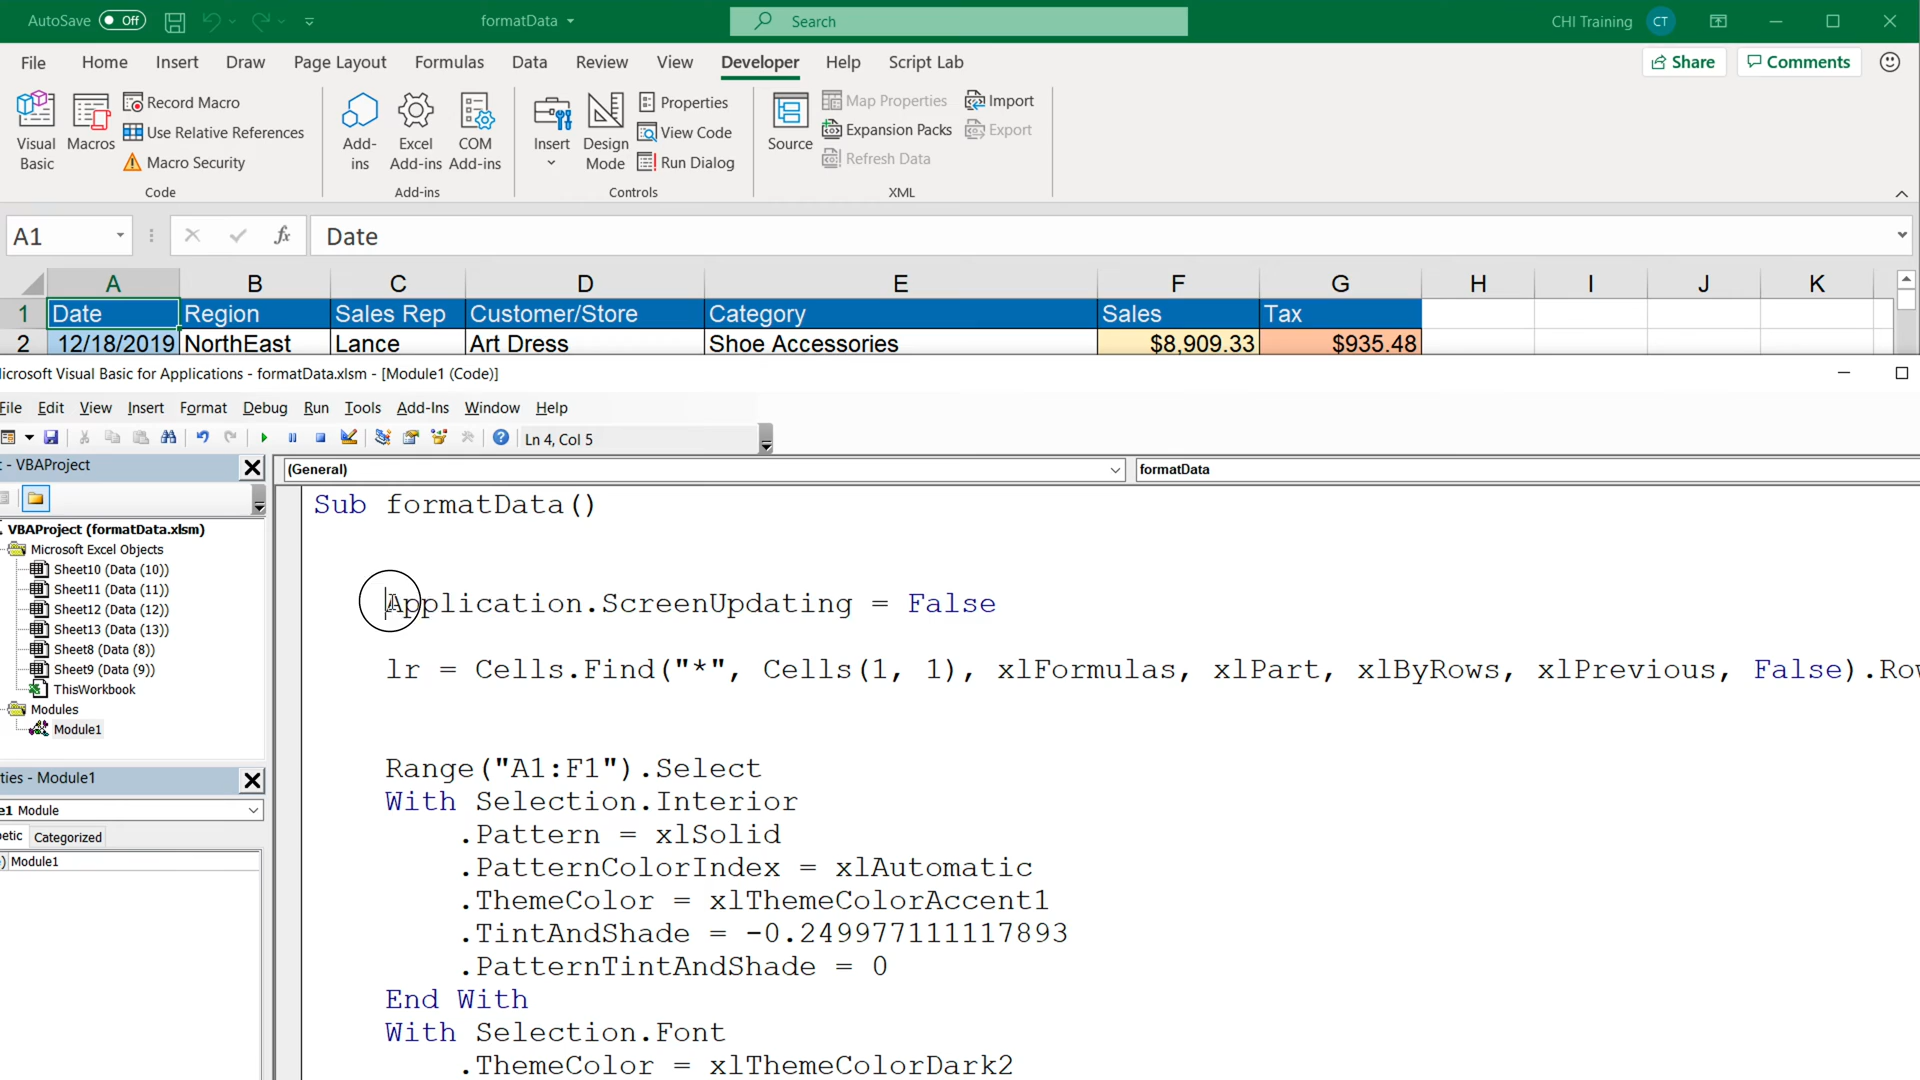 AutoSave Off formatData Search CHI Training CT
File Home Insert Draw Page Layout Formulas Data Review View Developer Help Script Lab Share Comments
Visual Basic
Macros
Record Macro
Use Relative References
Macro Security
Code
Add-ins
Excel Add-ins
COM Add-ins
Add-ins
Insert
Design Mode
Properties
View Code
Run Dialog
Controls
Source
Map Properties
Expansion Packs
Refresh Data
Import
Export
XML
A1 fx Date
A B C D E F G H I J K
1 Date Region Sales Rep Customer/Store Category Sales Tax
2 12/18/2019 NorthEast Lance Art Dress Shoe Accessories $8,909.33 $935.48
icrosoft Visual Basic for Applications - formatData.xlsm - [Module1 (Code)]
File Edit View Insert Format Debug Run Tools Add-Ins Window Help
Ln 4, Col 5
t - VBAProject
(General) formatData
VBAProject (formatData.xlsm)
Microsoft Excel Objects
Sheet10 (Data (10))
Sheet11 (Data (11))
Sheet12 (Data (12))
Sheet13 (Data (13))
Sheet8 (Data (8))
Sheet9 (Data (9))
ThisWorkbook
Modules
Module1
ties - Module1
e1 Module
etic Categorized
) Module1
Sub formatData()
Application.ScreenUpdating = False
lr = Cells.Find("*", Cells(1, 1), xlFormulas, xlPart, xlByRows, xlPrevious, False).Row
Range("A1:F1").Select
With Selection.Interior
.Pattern = xlSolid
.PatternColorIndex = xlAutomatic
.ThemeColor = xlThemeColorAccent1
.TintAndShade = -0.249977111117893
.PatternTintAndShade = 0
End With
With Selection.Font
.ThemeColor = xlThemeColorDark2